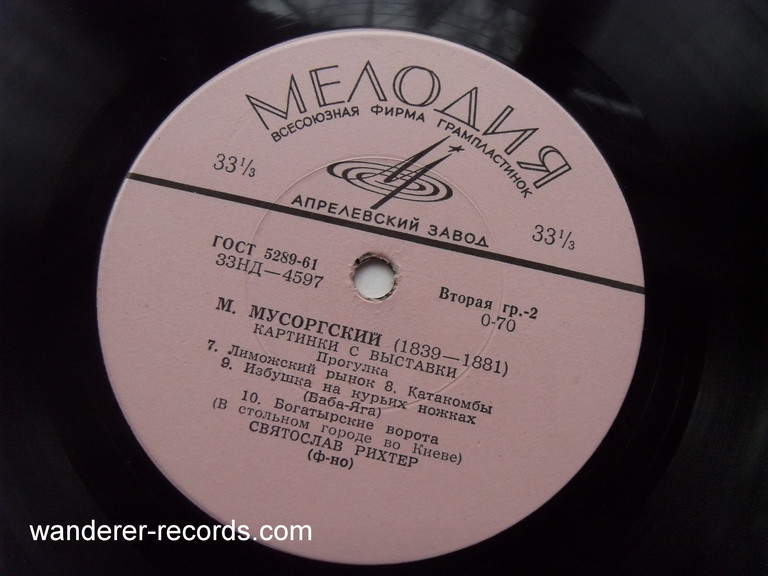 МЕЛОДИЯ
ВСЕСОЮЗНАЯ ФИРМА ГРАМПЛАСТИНОК
33⅓
АПРЕЛЕВСКИЙ ЗАВОД
33⅓
ГОСТ 5289-61
33НД—4597
Вторая гр.-2
0-70
М. МУСОРГСКИЙ (1839—1881)
КАРТИНКИ С ВЫСТАВКИ
Прогулка
7. Лиможский рынок 8. Катакомбы
9. Избушка на курьих ножках
(Баба-Яга)
10. Богатырские ворота
(В стольном городе во Киеве)
СВЯТОСЛАВ РИХТЕР
(ф-но)
wanderer-records.com